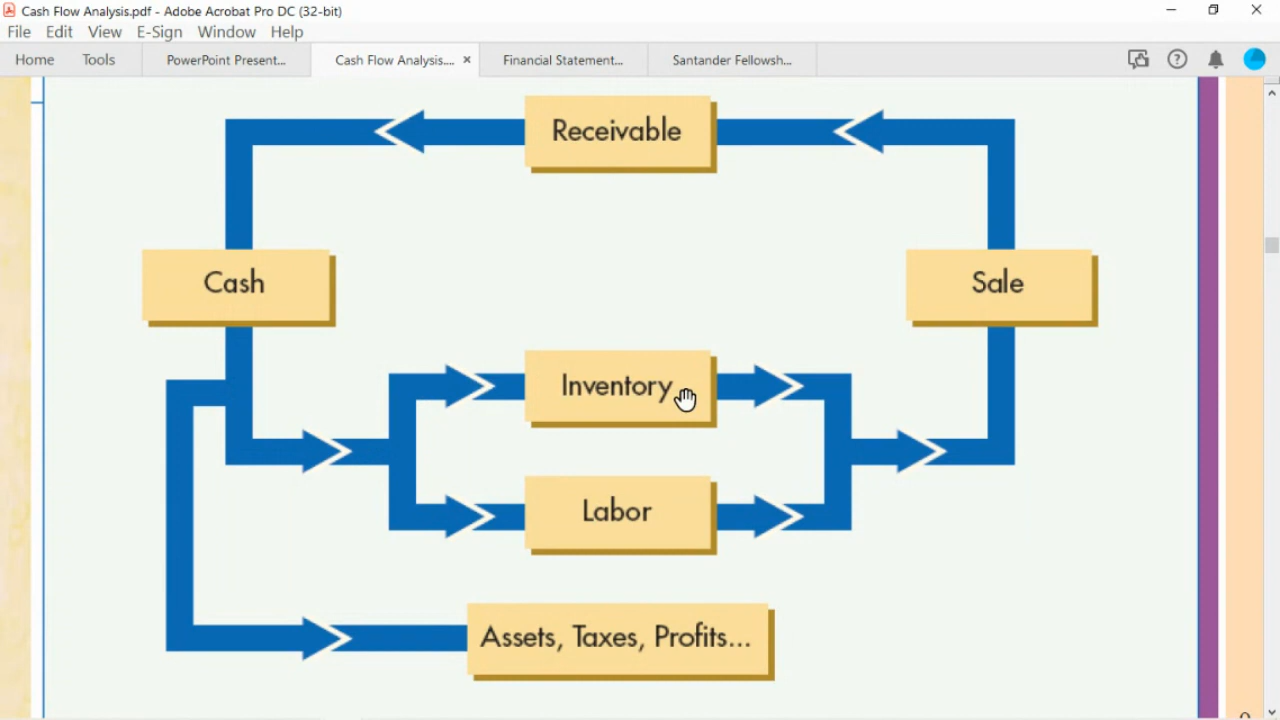 Cash Flow Analysis.pdf - Adobe Acrobat Pro DC (32-bit)
File Edit View E-Sign Window Help
Home Tools PowerPoint Present... Cash Flow Analysis.... × Financial Statement... Santander Fellowsh...
Receivable
Cash
Sale
Inventory
Labor
Assets, Taxes, Profits...